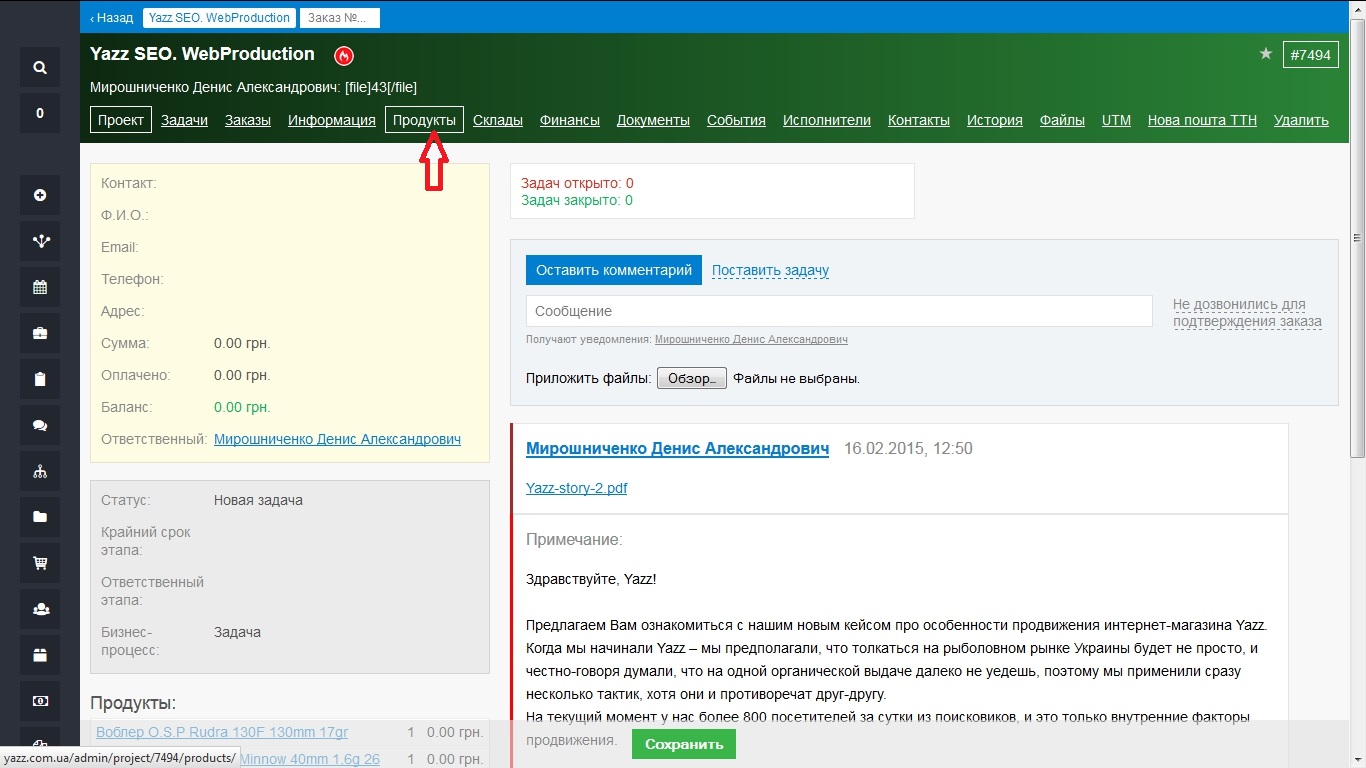 ‹ Назад Yazz SEO. WebProduction Заказ №...
Yazz SEO. WebProduction
#7494
Мирошниченко Денис Александрович: [file]43[/file]
Проект Задачи Заказы Информация Продукты Склады Финансы Документы События Исполнители Контакты История Файлы UTM Нова пошта ТТН Удалить
0
Контакт:
Ф.И.О.:
Email:
Телефон:
Адрес:
Сумма: 0.00 грн.
Оплачено: 0.00 грн.
Баланс: 0.00 грн.
Ответственный: Мирошниченко Денис Александрович
Статус: Новая задача
Крайний срок
этапа:
Ответственный
этапа:
Бизнес-
процесс: Задача
Продукты:
Воблер O.S.P Rudra 130F 130mm 17gr 1 0.00 грн.
Minnow 40mm 1.6g 26 1 0.00 грн.
yazz.com.ua/admin/project/7494/products/
Задач открыто: 0
Задач закрыто: 0
Оставить комментарий Поставить задачу
Сообщение
Не дозвонились для
подтверждения заказа
Получают уведомления: Мирошниченко Денис Александрович
Приложить файлы: Обзор... Файлы не выбраны.
Мирошниченко Денис Александрович 16.02.2015, 12:50
Yazz-story-2.pdf
Примечание:
Здравствуйте, Yazz!
Предлагаем Вам ознакомиться с нашим новым кейсом про особенности продвижения интернет-магазина Yazz.
Когда мы начинали Yazz – мы предполагали, что толкаться на рыболовном рынке Украины будет не просто, и
честно-говоря думали, что на одной органической выдаче далеко не уедешь, поэтому мы применили сразу
несколько тактик, хотя они и противоречат друг-другу.
На текущий момент у нас более 800 посетителей за сутки из поисковиков, и это только внутренние факторы
продвижения.
Сохранить